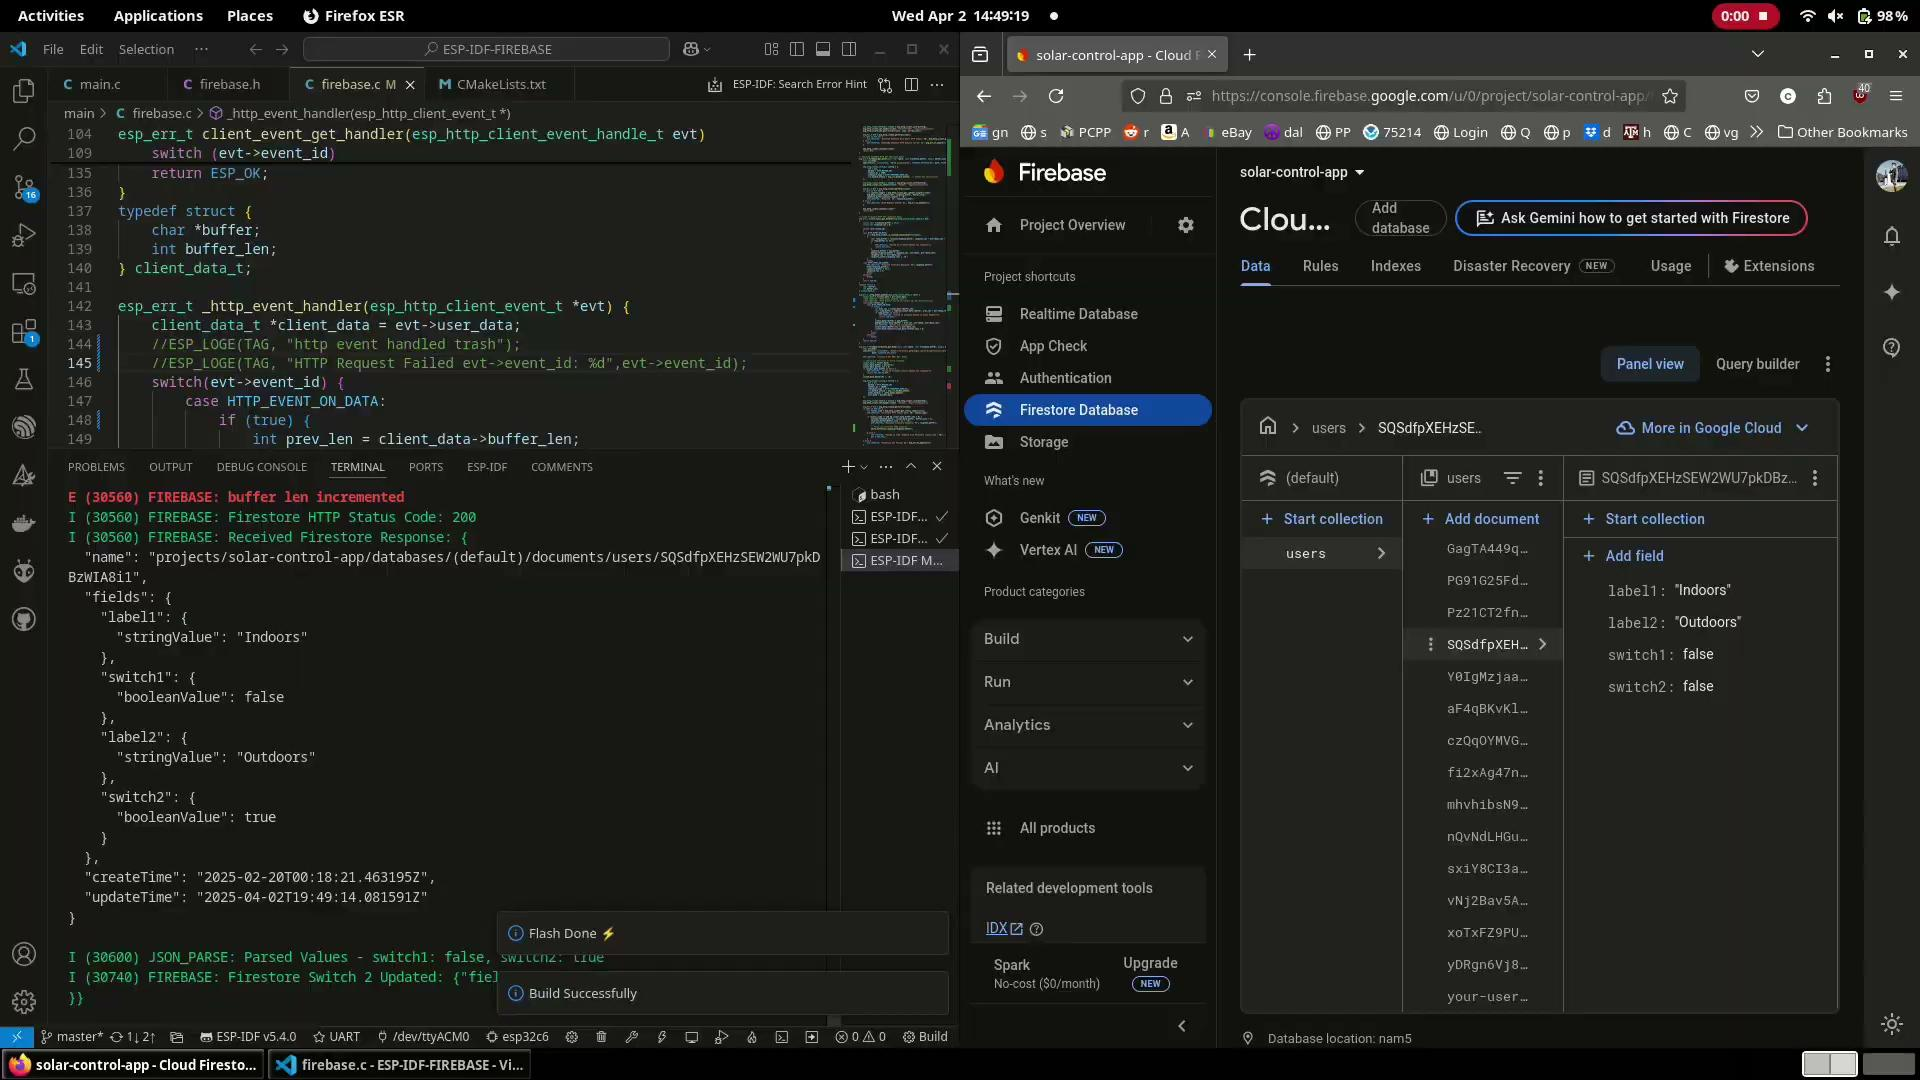 Activities
Applications
Places
Firefox ESR
Wed Apr 2 14:49:19
0:00
98%
File Edit Selection ···
ESP-IDF-FIREBASE
main.c
firebase.h
firebase.c M
CMakeLists.txt
ESP-IDF: Search Error Hint
main > firebase.c > _http_event_handler(esp_http_client_event_t *)
104 esp_err_t client_event_get_handler(esp_http_client_event_handle_t evt)
109 switch (evt->event_id)
135 return ESP_OK;
136 }
137 typedef struct {
138 char *buffer;
139 int buffer_len;
140 } client_data_t;
141
142 esp_err_t _http_event_handler(esp_http_client_event_t *evt) {
143 client_data_t *client_data = evt->user_data;
144 //ESP_LOGE(TAG, "http event handled trash");
145 //ESP_LOGE(TAG, "HTTP Request Failed evt->event_id: %d",evt->event_id);
146 switch(evt->event_id) {
147 case HTTP_EVENT_ON_DATA:
148 if (true) {
149 int prev_len = client_data->buffer_len;
PROBLEMS OUTPUT DEBUG CONSOLE TERMINAL PORTS ESP-IDF COMMENTS
E (30560) FIREBASE: buffer len incremented
I (30560) FIREBASE: Firestore HTTP Status Code: 200
I (30560) FIREBASE: Received Firestore Response: {
"name": "projects/solar-control-app/databases/(default)/documents/users/SQSdfpXEHzSEW2WU7pkD
BzWIA8i1",
"fields": {
"label1": {
"stringValue": "Indoors"
},
"switch1": {
"booleanValue": false
},
"label2": {
"stringValue": "Outdoors"
},
"switch2": {
"booleanValue": true
}
},
"createTime": "2025-02-20T00:18:21.463195Z",
"updateTime": "2025-04-02T19:49:14.081591Z"
}
I (30600) JSON_PARSE: Parsed Values - switch1: false, switch2: true
I (30740) FIREBASE: Firestore Switch 2 Updated: {"fiel
}}
bash
ESP-IDF...
ESP-IDF...
ESP-IDF M...
16
1
Flash Done ⚡
Build Successfully
master* 1↓ 2↑
ESP-IDF v5.4.0
UART
/dev/ttyACM0
esp32c6
0 0
Build
solar-control-app - Cloud F
https://console.firebase.google.com/u/0/project/solar-control-app/
40
gn s PCPP r A eBay dal PP 75214 Login Q p d h C vg Other Bookmarks
Firebase
Project Overview
Project shortcuts
Realtime Database
App Check
Authentication
Firestore Database
Storage
What's new
Genkit NEW
Vertex AI NEW
Product categories
Build
Run
Analytics
AI
All products
Related development tools
IDX
Spark
No-cost ($0/month)
Upgrade
NEW
solar-control-app
Clou...
Add
database
Ask Gemini how to get started with Firestore
Data Rules Indexes Disaster Recovery NEW Usage Extensions
Panel view
Query builder
users > SQSdfpXEHzSE..
More in Google Cloud
(default)
users
SQSdfpXEHzSEW2WU7pkDBz...
+ Start collection
users
+ Add document
GagTA449q…
PG91G25Fd…
Pz21CT2fn…
SQSdfpXEH…
Y0IgMzjaa…
aF4qBKvKl…
czQqOYMVG…
fi2xAg47n…
mhvhibsN9…
nQvNdLHGu…
sxiY8CI3a…
vNj2Bav5A…
xoTxFZ9PU…
yDRgn6Vj8…
your-user…
+ Start collection
+ Add field
label1: "Indoors"
label2: "Outdoors"
switch1: false
switch2: false
Database location: nam5
solar-control-app - Cloud Firesto...
firebase.c - ESP-IDF-FIREBASE - Vi...